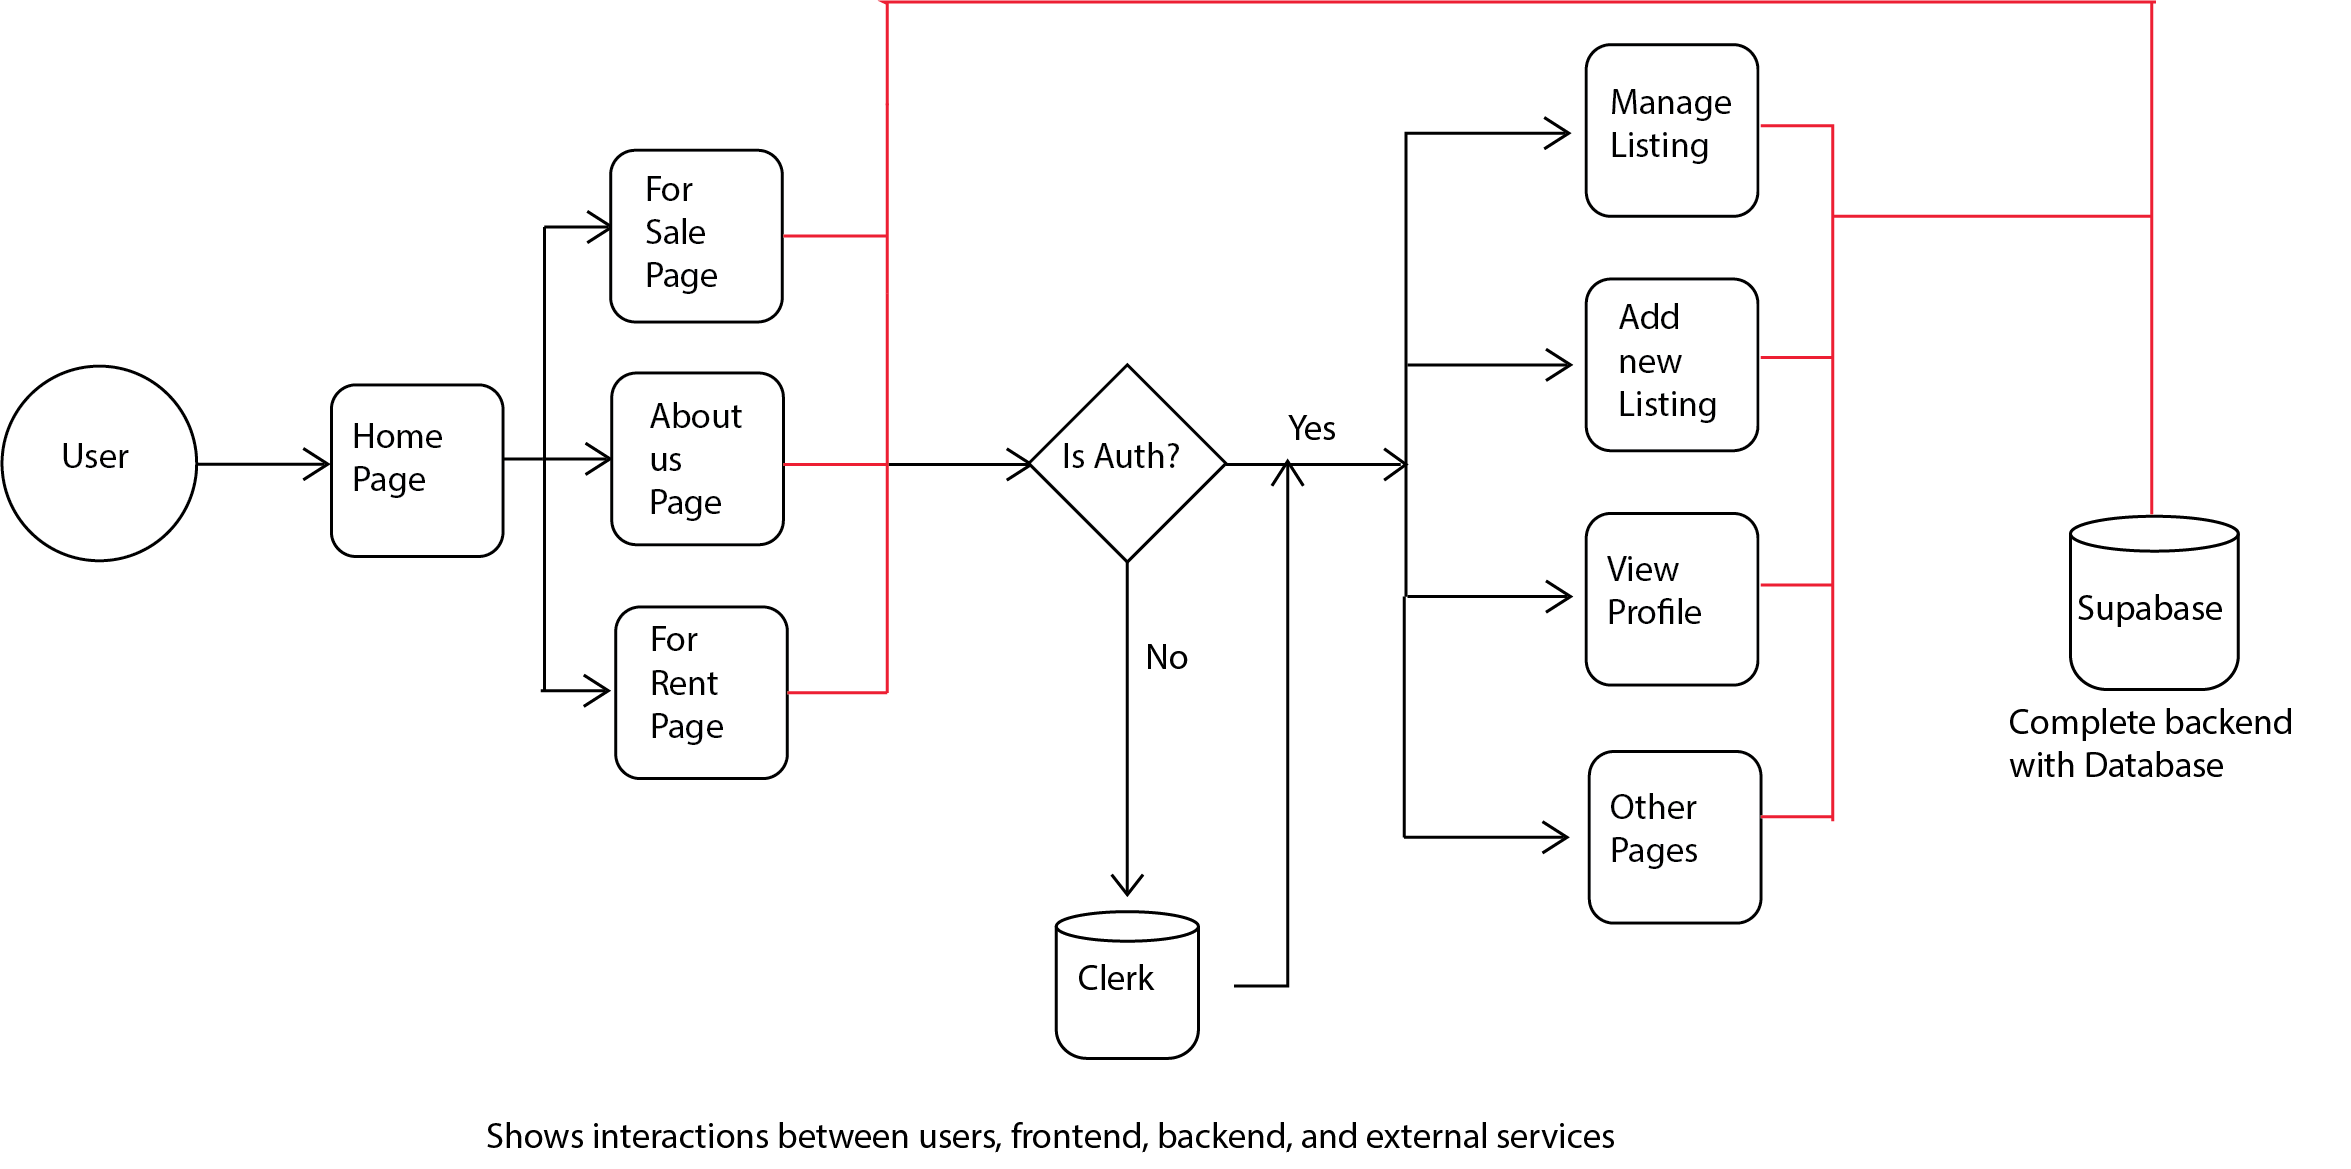 User
Home
Page
For
Sale
Page
About
us
Page
For
Rent
Page
Is Auth?
Yes
No
Clerk
Manage
Listing
Add
new
Listing
View
Profile
Other
Pages
Supabase
Complete backend
with Database
Shows interactions between users, frontend, backend, and external services